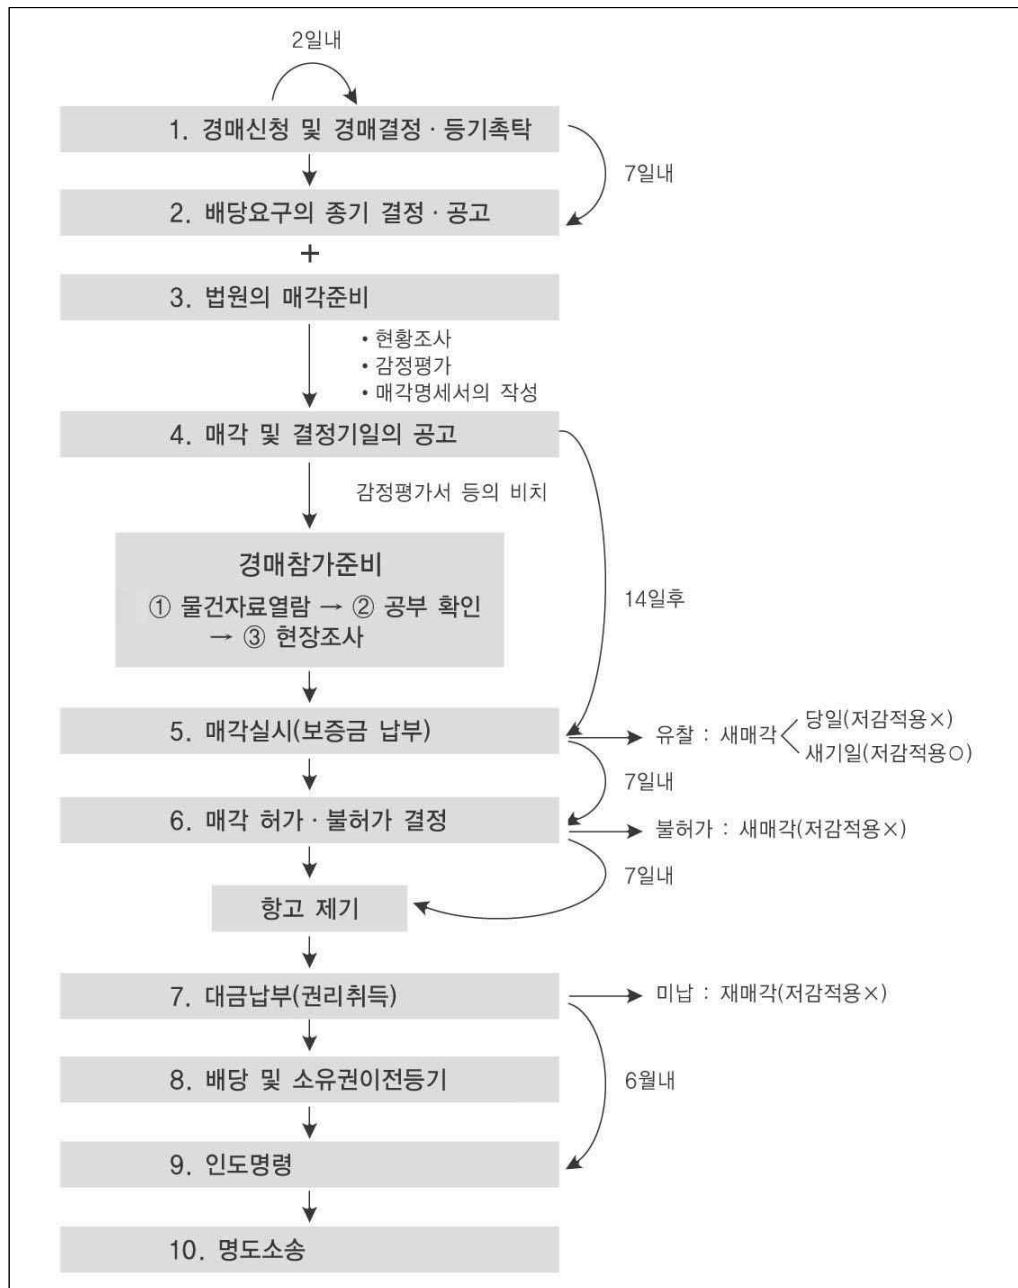 2일내
1. 경매신청 및 경매결정 · 등기촉탁
7일내
2. 배당요구의 종기 결정 · 공고
+
3. 법원의 매각준비
• 현황조사
• 감정평가
• 매각명세서의 작성
4. 매각 및 결정기일의 공고
감정평가서 등의 비치
경매참가준비
① 물건자료열람 → ② 공부 확인
→ ③ 현장조사
14일후
5. 매각실시(보증금 납부)
유찰 : 새매각
당일(저감적용×)
새기일(저감적용○)
7일내
6. 매각 허가 · 불허가 결정
불허가 : 새매각(저감적용×)
7일내
항고 제기
7. 대금납부(권리취득)
미납 : 재매각(저감적용×)
8. 배당 및 소유권이전등기
6월내
9. 인도명령
10. 명도소송